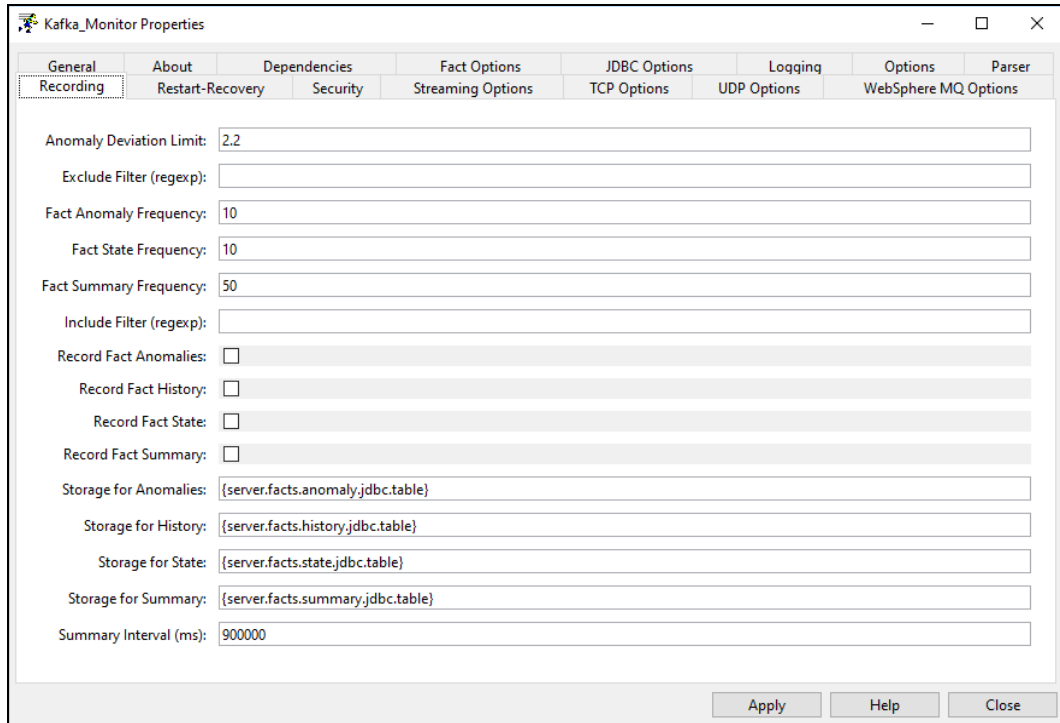 Kafka_Monitor Properties
General About Dependencies Fact Options JDBC Options Logging Options Parser
Recording Restart-Recovery Security Streaming Options TCP Options UDP Options WebSphere MQ Options
Anomaly Deviation Limit: 2.2
Exclude Filter (regexp):
Fact Anomaly Frequency: 10
Fact State Frequency: 10
Fact Summary Frequency: 50
Include Filter (regexp):
Record Fact Anomalies:
Record Fact History:
Record Fact State:
Record Fact Summary:
Storage for Anomalies: {server.facts.anomaly.jdbc.table}
Storage for History: {server.facts.history.jdbc.table}
Storage for State: {server.facts.state.jdbc.table}
Storage for Summary: {server.facts.summary.jdbc.table}
Summary Interval (ms): 900000
Apply Help Close